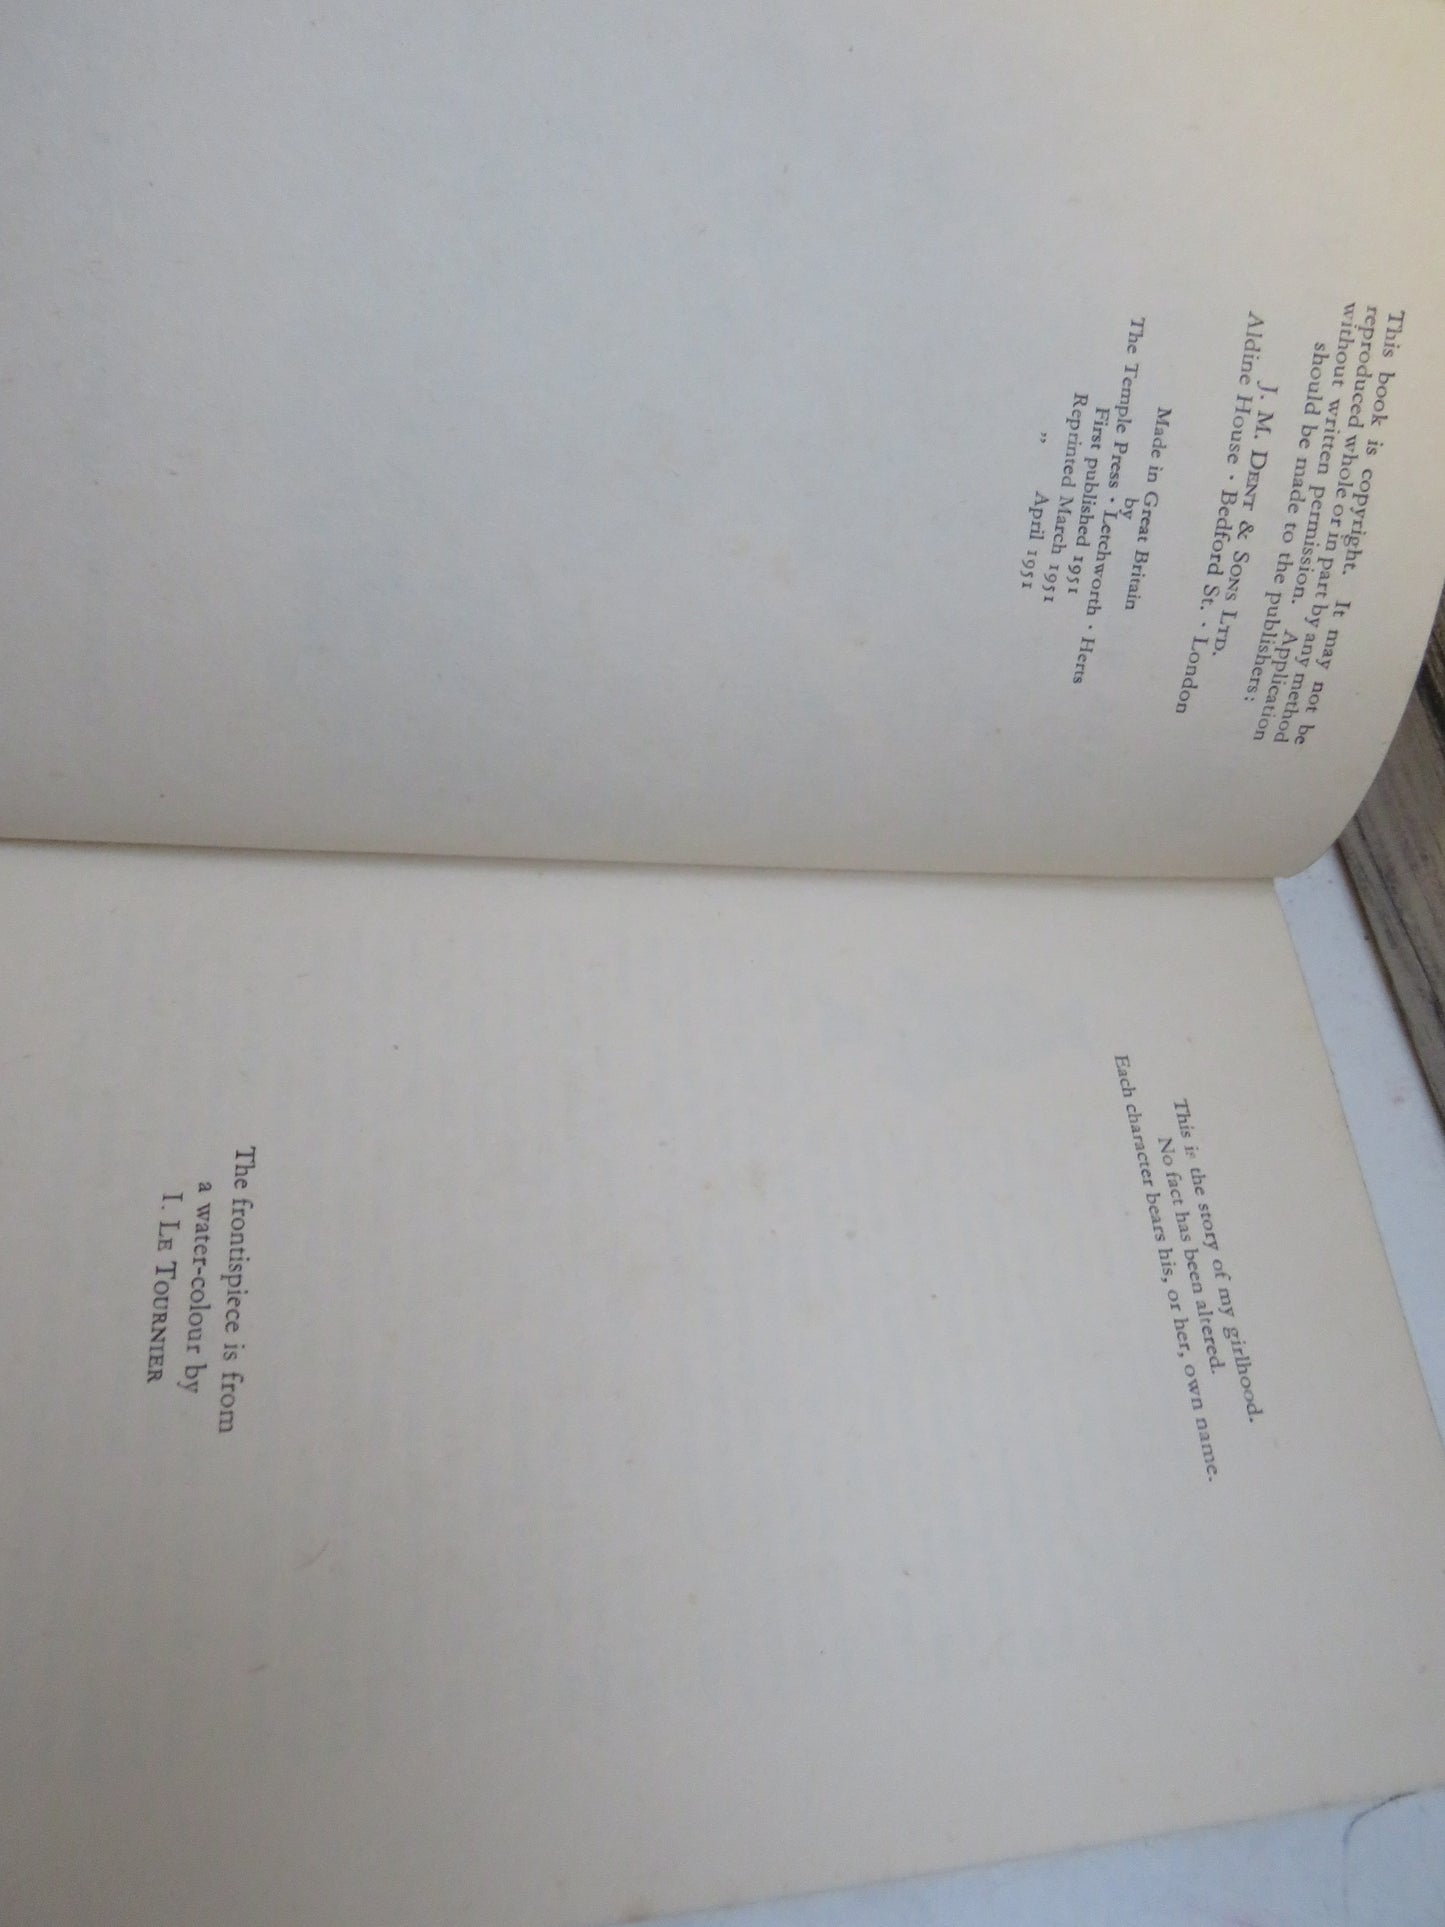 This book is copyright. It may not be
reproduced whole or in part by any method
without written permission. Application
should be made to the publishers:
J. M. DENT & SONS LTD.
Aldine House · Bedford St. · London
Made in Great Britain
by
The Temple Press · Letchworth · Herts
First published 1951
Reprinted March 1951
„ April 1951
This is the story of my girlhood.
No fact has been altered.
Each character bears his, or her, own name.
The frontispiece is from
a water-colour by
I. LE TOURNIER